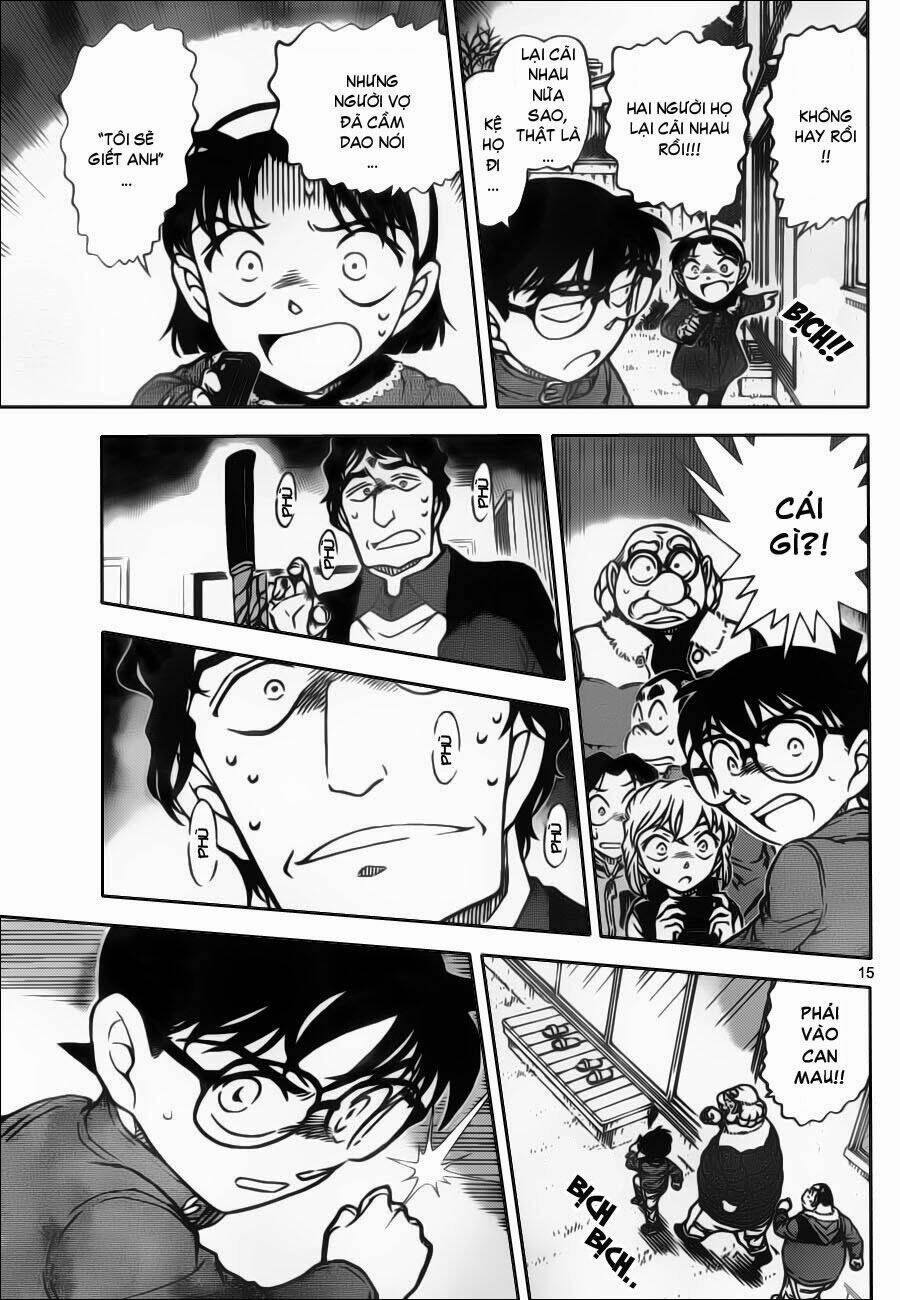 KHÔNG
HAY RỒI
!!
HAI NGƯỜI HỌ
LẠI CÃI NHAU
RỒI!!!
LẠI CÃI
NHAU
NỮA
SAO,
THẬT LÀ
...
KỆ
HỌ
ĐI
...
BỊCH!!
NHƯNG
NGƯỜI VỢ
ĐÃ CẦM
DAO NÓI
...
"TÔI SẼ
GIẾT ANH"
...
CÁI
GÌ?!
PHÙ
PHÙ
PHÙ
PHÙ
PHÙ
15
PHẢI
VÀO
CAN
MAU!!
BỊCH
BỊCH..